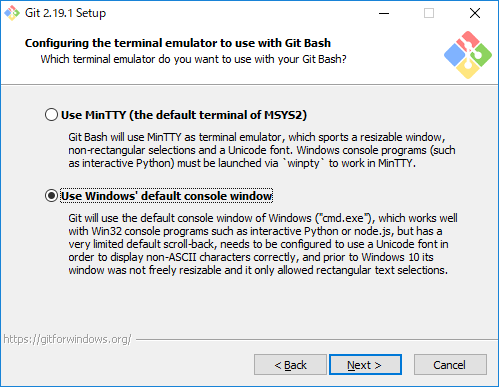 Git 2.19.1 Setup
Configuring the terminal emulator to use with Git Bash
Which terminal emulator do you want to use with your Git Bash?
Use MinTTY (the default terminal of MSYS2)
Git Bash will use MinTTY as terminal emulator, which sports a resizable window,
non-rectangular selections and a Unicode font. Windows console programs (such
as interactive Python) must be launched via `winpty` to work in MinTTY.
Use Windows' default console window
Git will use the default console window of Windows ("cmd.exe"), which works well
with Win32 console programs such as interactive Python or node.js, but has a
very limited default scroll-back, needs to be configured to use a Unicode font in
order to display non-ASCII characters correctly, and prior to Windows 10 its
window was not freely resizable and it only allowed rectangular text selections.
https://gitforwindows.org/
< Back
Next >
Cancel